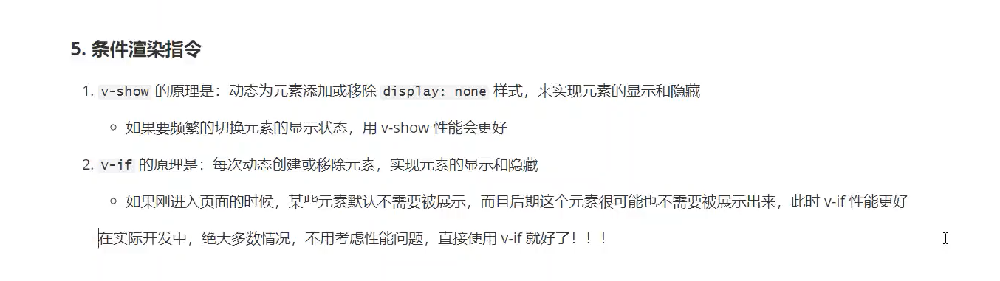 5. 条件渲染指令
1. v-show 的原理是：动态为元素添加或移除 display: none 样式，来实现元素的显示和隐藏
◦ 如果要频繁的切换元素的显示状态，用 v-show 性能会更好
2. v-if 的原理是：每次动态创建或移除元素，实现元素的显示和隐藏
◦ 如果刚进入页面的时候，某些元素默认不需要被展示，而且后期这个元素很可能也不需要被展示出来，此时 v-if 性能更好
在实际开发中，绝大多数情况，不用考虑性能问题，直接使用 v-if 就好了！！！